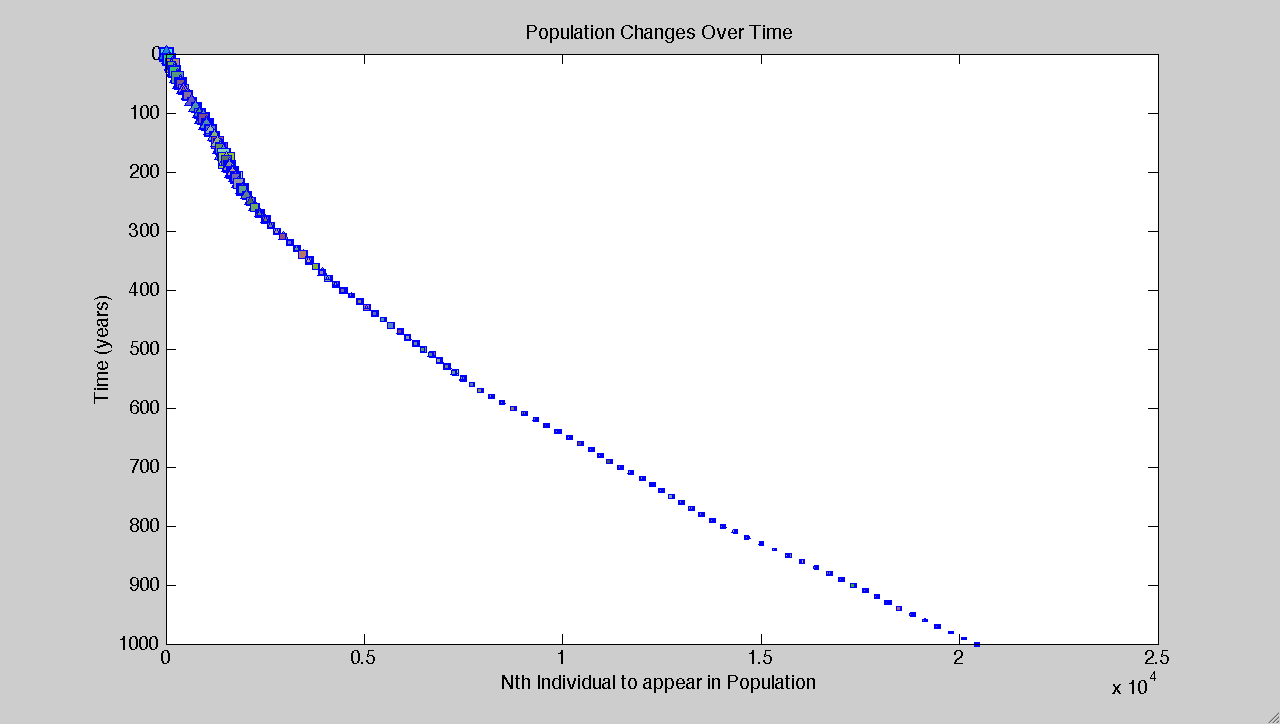 Population Changes Over Time
0
100
200
300
400
500
600
700
800
900
1000
Time (years)
0 0.5 1 1.5 2 2.5
Nth Individual to appear in Population
x 10^4